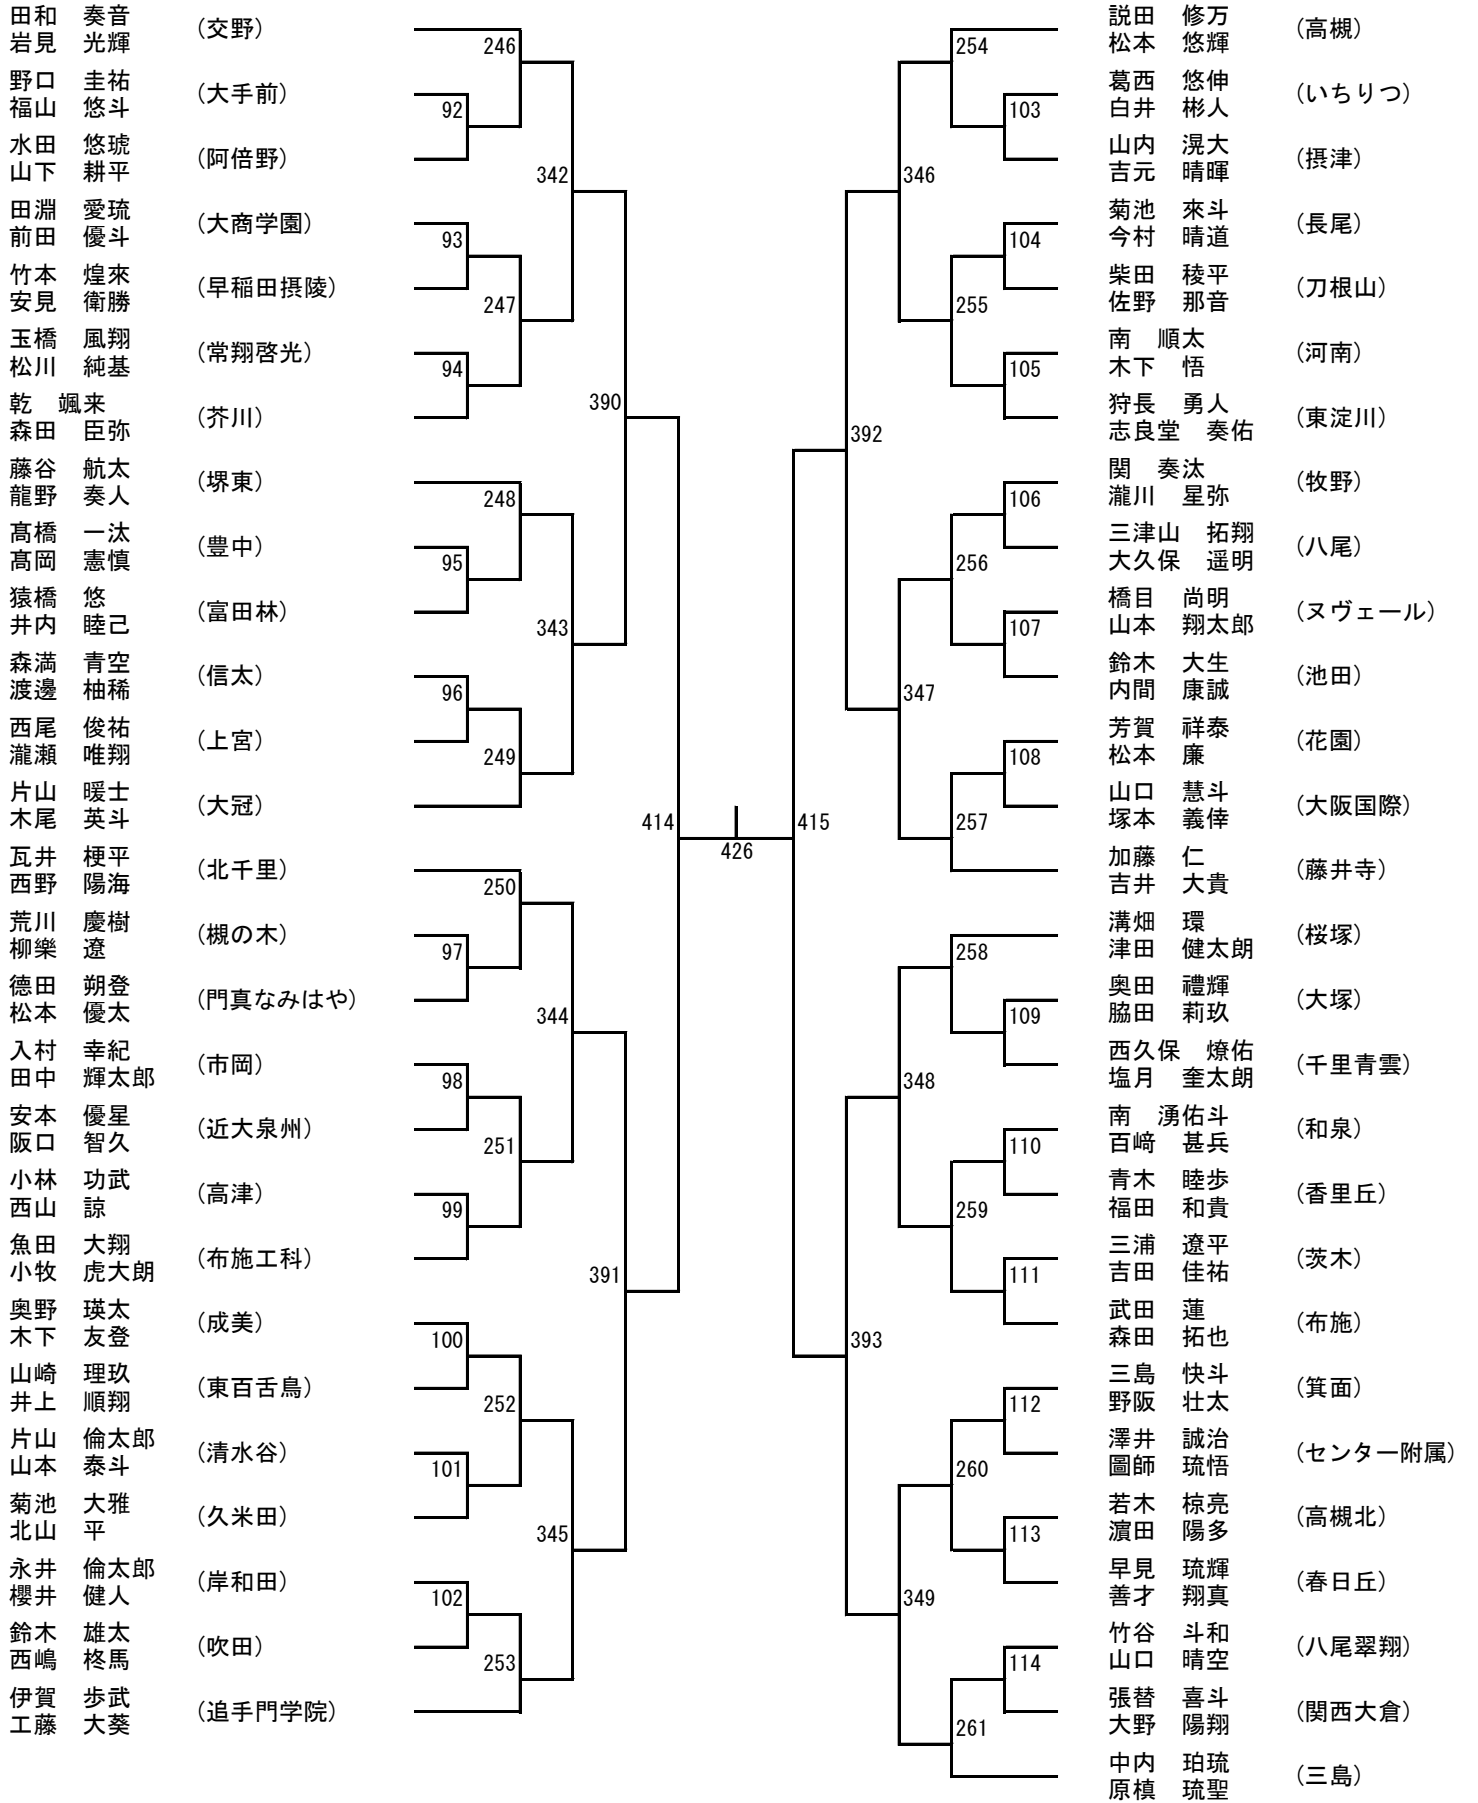 田和　奏音
岩見　光輝
（交野）
野口　圭祐
福山　悠斗
（大手前）
水田　悠琥
山下　耕平
（阿倍野）
田淵　愛琉
前田　優斗
（大商学園）
竹本　煌來
安見　衛勝
（早稲田摂陵）
玉橋　風翔
松川　純基
（常翔啓光）
乾　颯来
森田　臣弥
（芥川）
藤谷　航太
龍野　奏人
（堺東）
髙橋　一汰
髙岡　憲慎
（豊中）
猿橋　悠
井内　睦己
（富田林）
森満　青空
渡邊　柚稀
（信太）
西尾　俊祐
瀧瀬　唯翔
（上宮）
片山　暖士
木尾　英斗
（大冠）
瓦井　梗平
西野　陽海
（北千里）
荒川　慶樹
柳樂　遼
（槻の木）
德田　朔登
松本　優太
（門真なみはや）
入村　幸紀
田中　輝太郎
（市岡）
安本　優星
阪口　智久
（近大泉州）
小林　功武
西山　諒
（高津）
魚田　大翔
小牧　虎大朗
（布施工科）
奥野　瑛太
木下　友登
（成美）
山崎　理玖
井上　順翔
（東百舌鳥）
片山　倫太郎
山本　泰斗
（清水谷）
菊池　大雅
北山　平
（久米田）
永井　倫太郎
櫻井　健人
（岸和田）
鈴木　雄太
西嶋　柊馬
（吹田）
伊賀　歩武
工藤　大葵
（追手門学院）
246
92
342
93
247
94
390
248
95
343
96
249
414
250
97
344
98
251
99
391
100
252
101
345
102
253
426
415
254
103
346
104
255
105
392
106
256
107
347
108
257
258
109
348
110
259
111
393
112
260
113
349
114
261
説田　修万
松本　悠輝
（高槻）
葛西　悠伸
白井　彬人
（いちりつ）
山内　滉大
吉元　晴暉
（摂津）
菊池　來斗
今村　晴道
（長尾）
柴田　稜平
佐野　那音
（刀根山）
南　順太
木下　悟
（河南）
狩長　勇人
志良堂　奏佑
（東淀川）
関　奏汰
瀧川　星弥
（牧野）
三津山　拓翔
大久保　遥明
（八尾）
橋目　尚明
山本　翔太郎
（ヌヴェール）
鈴木　大生
内間　康誠
（池田）
芳賀　祥泰
松本　廉
（花園）
山口　慧斗
塚本　義倖
（大阪国際）
加藤　仁
吉井　大貴
（藤井寺）
溝畑　環
津田　健太朗
（桜塚）
奥田　禮輝
脇田　莉玖
（大塚）
西久保　燎佑
塩月　奎太朗
（千里青雲）
南　湧佑斗
百﨑　甚兵
（和泉）
青木　睦歩
福田　和貴
（香里丘）
三浦　遼平
吉田　佳祐
（茨木）
武田　蓮
森田　拓也
（布施）
三島　快斗
野阪　壮太
（箕面）
澤井　誠治
圖師　琉悟
（センター附属）
若木　椋亮
濵田　陽多
（高槻北）
早見　琉輝
善才　翔真
（春日丘）
竹谷　斗和
山口　晴空
（八尾翠翔）
張替　喜斗
大野　陽翔
（関西大倉）
中内　珀琉
原槙　琉聖
（三島）